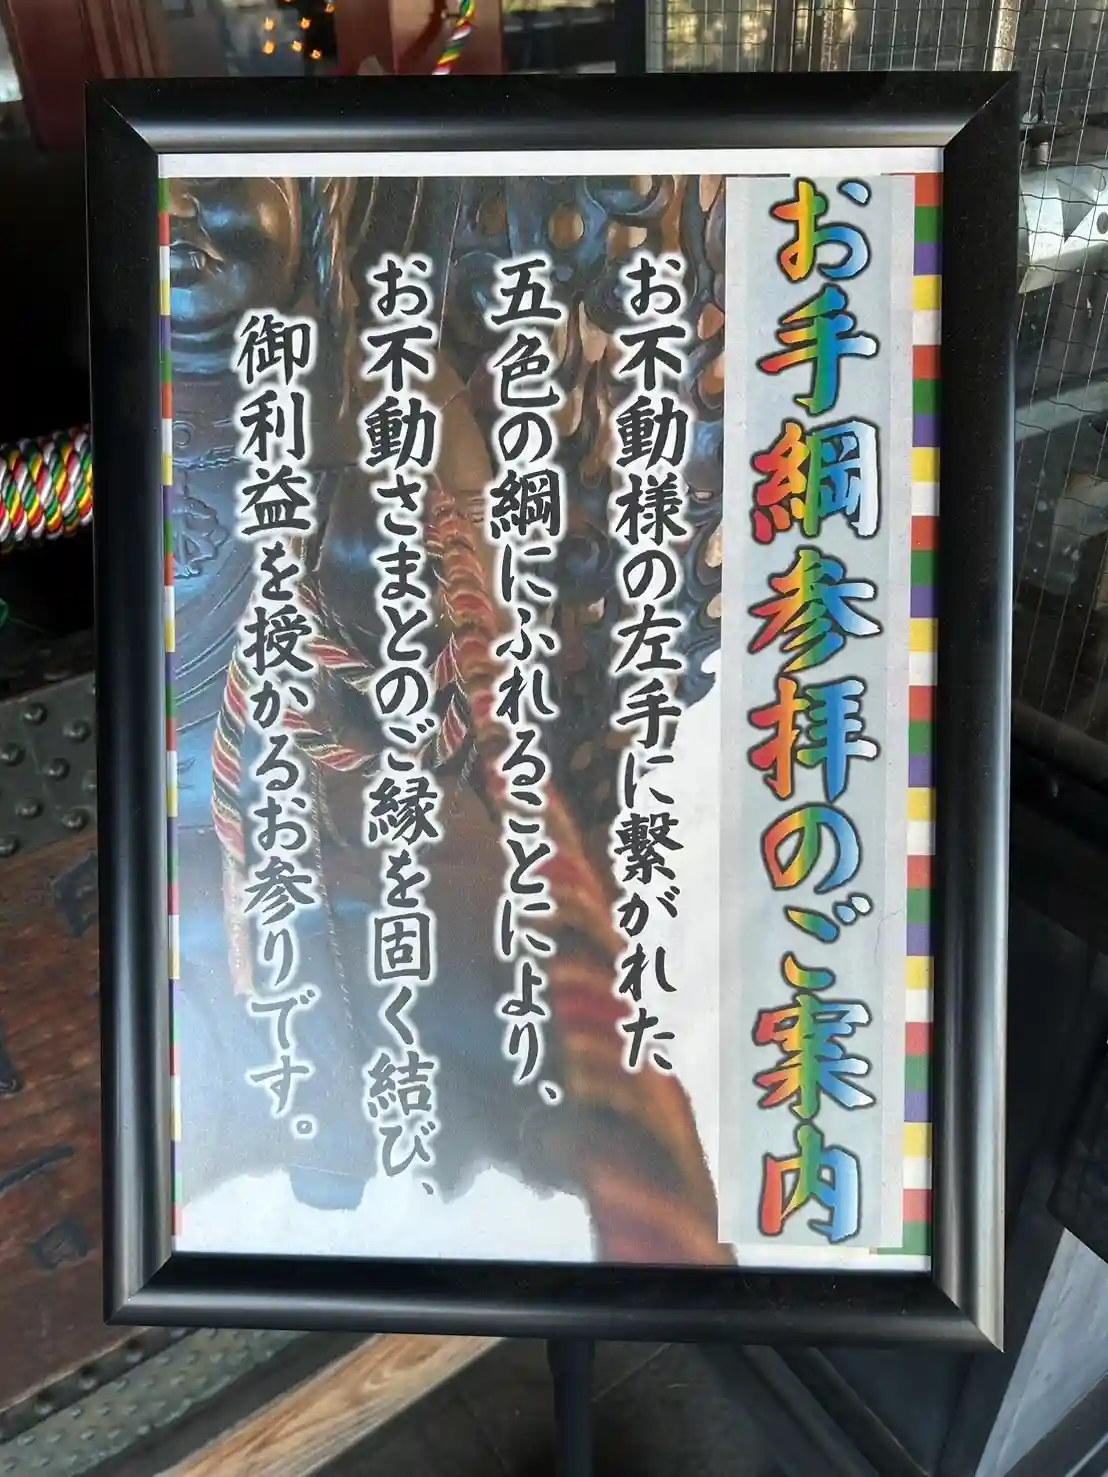 お手綱参拝のご案内
お不動様の左手に繋がれた
五色の綱にふれることにより、
お不動さまとのご縁を固く結び、
御利益を授かるお参りです。